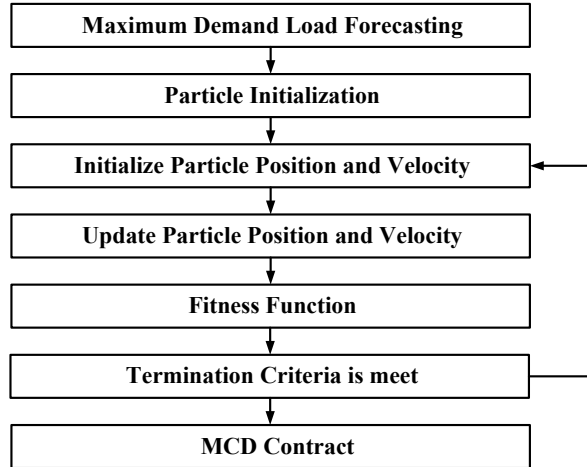 Maximum Demand Load Forecasting
Particle Initialization
Initialize Particle Position and Velocity
Update Particle Position and Velocity
Fitness Function
Termination Criteria is meet
MCD Contract